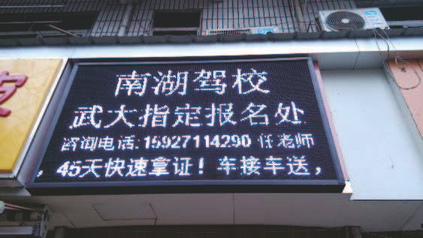 南湖驾校
武大指定报名处
咨询电话:15927114290 任老师
，45天快速拿证！车接车送，